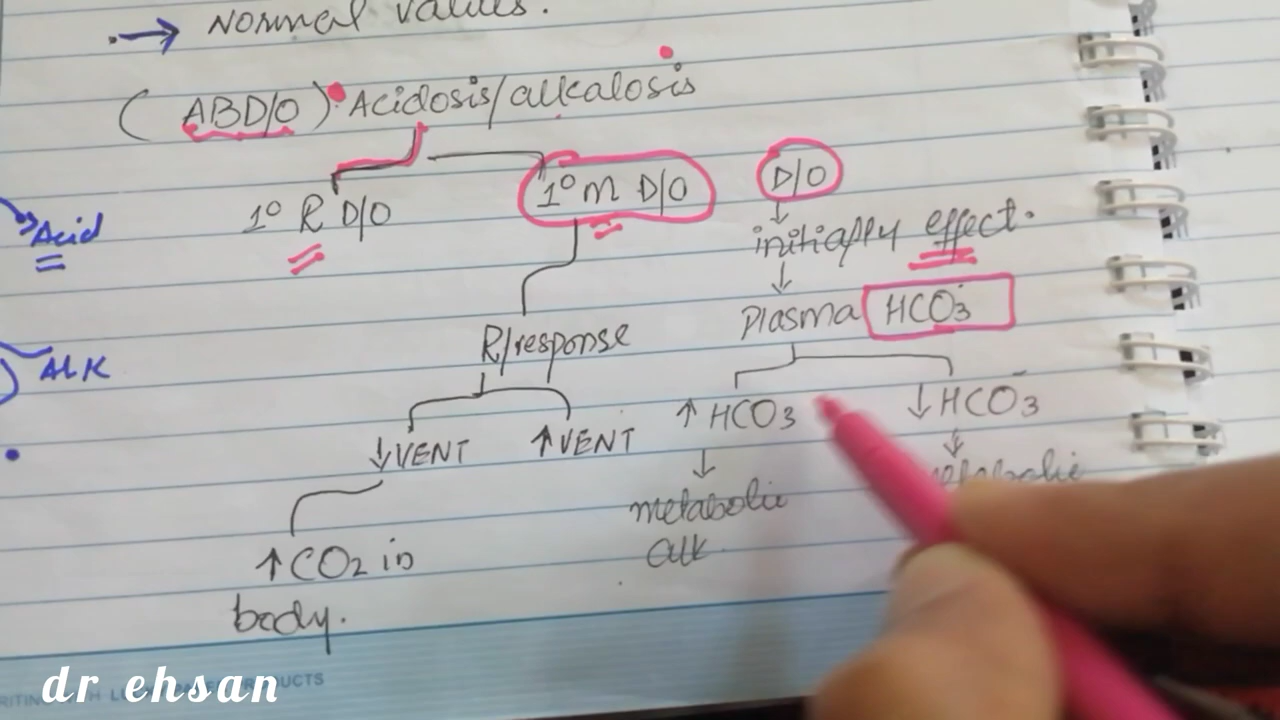 → Normal values.
(ABD/O) Acidosis/alkalosis
1° R D/O
1° m D/O
D/O
↓
initially effect.
↓
Plasma HCO3-
Acid
R/response
↑ HCO3
↓ HCO3-
ALK
↓ VENT
↑ VENT
↓
↓
metabolic
alk
metabolic
↑ CO2 in
body.
dr ehsan